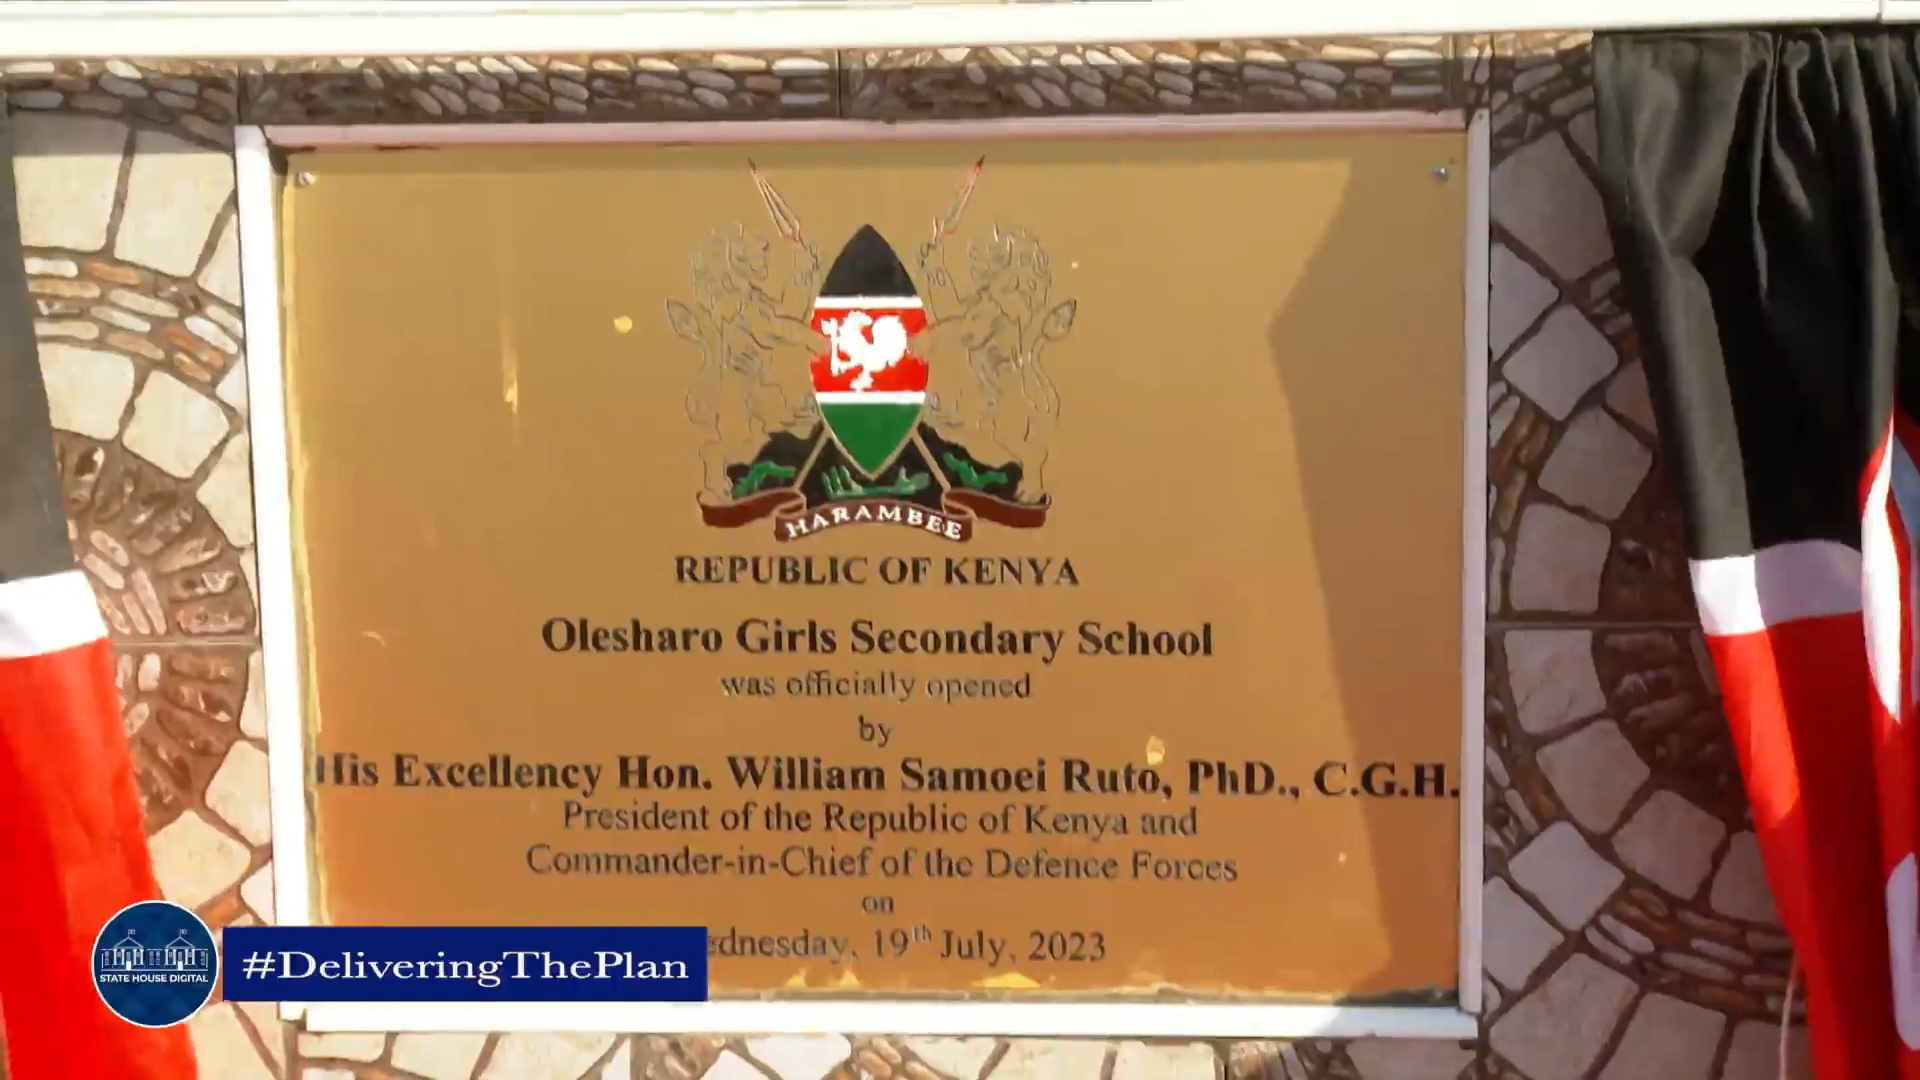 HARAMBEE
REPUBLIC OF KENYA
Olesharo Girls Secondary School
was officially opened
by
His Excellency Hon. William Samoei Ruto, PhD., C.G.H.
President of the Republic of Kenya and
Commander-in-Chief of the Defence Forces
on
ednesday, 19th July, 2023
STATE HOUSE DIGITAL
#DeliveringThePlan